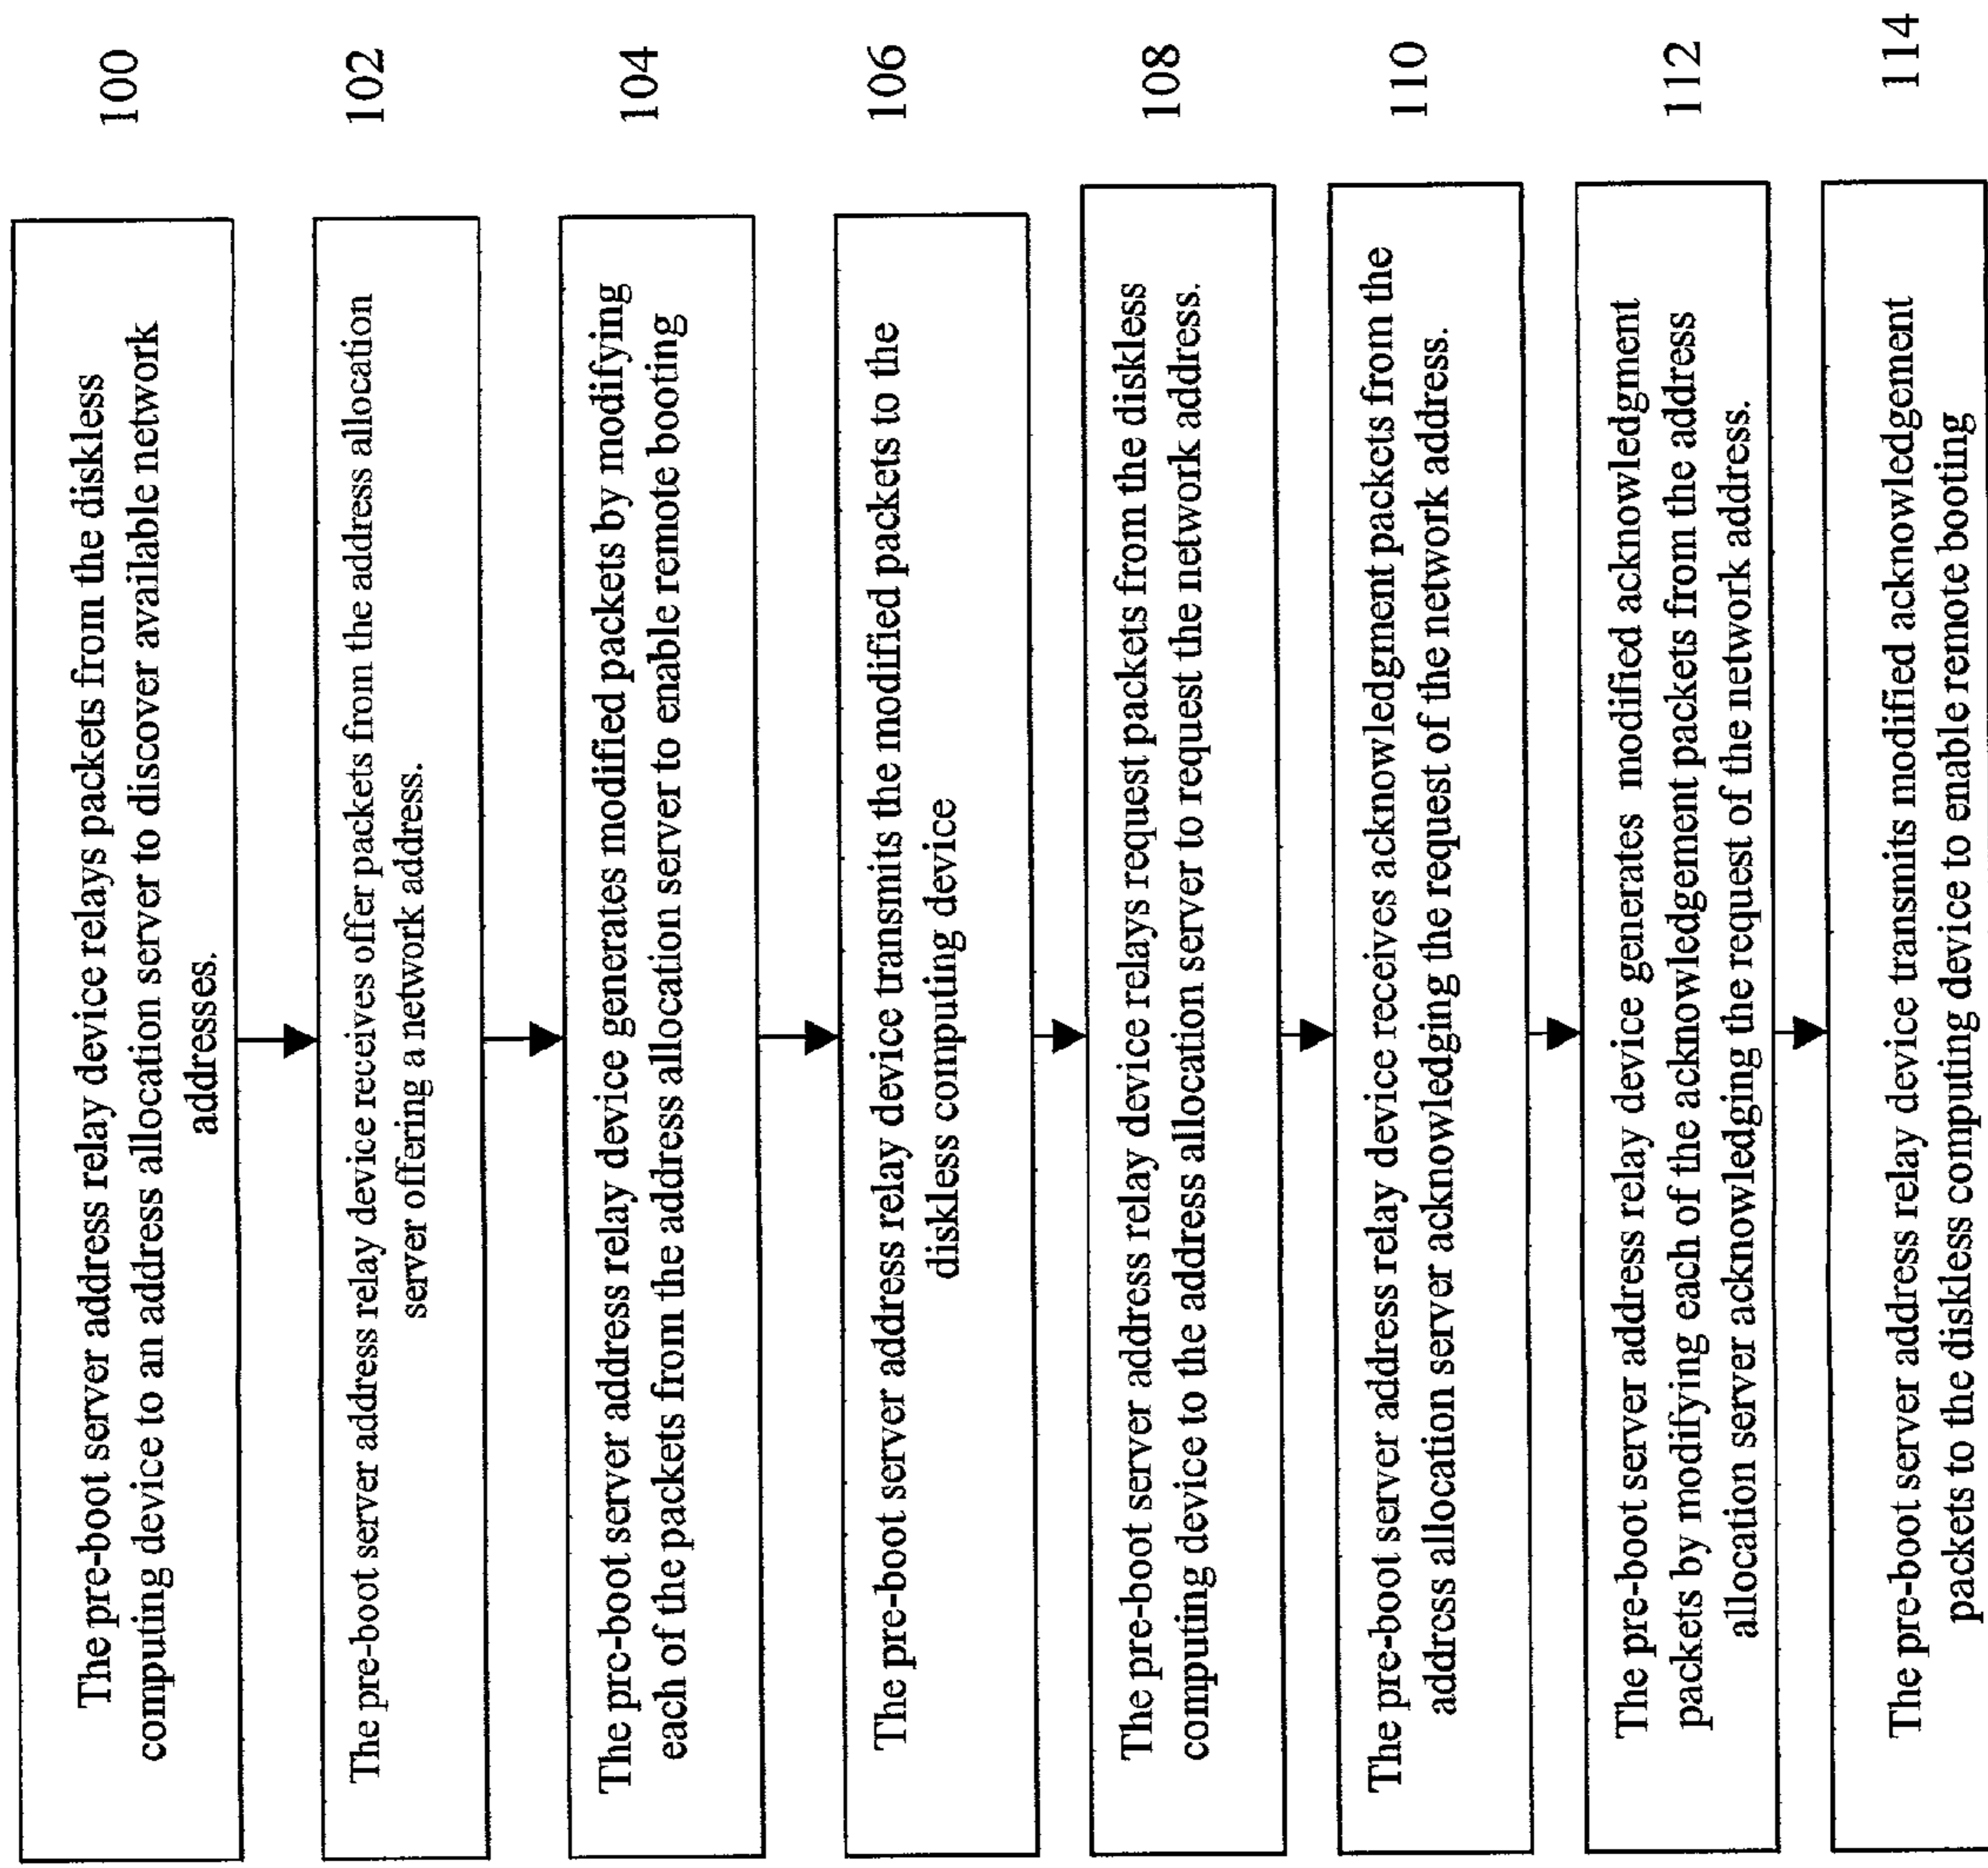 The pre-boot server address relay device relays packets from the diskless
computing device to an address allocation server to discover available network
addresses.
100
The pre-boot server address relay device receives offer packets from the address allocation
server offering a network address.
102
The pre-boot server address relay device generates modified packets by modifying
each of the packets from the address allocation server to enable remote booting
104
The pre-boot server address relay device transmits the modified packets to the
diskless computing device
106
The pre-boot server address relay device relays request packets from the diskless
computing device to the address allocation server to request the network address.
108
The pre-boot server address relay device receives acknowledgment packets from the
address allocation server acknowledging the request of the network address.
110
The pre-boot server address relay device generates modified acknowledgment
packets by modifying each of the acknowledgement packets from the address
allocation server acknowledging the request of the network address.
112
The pre-boot server address relay device transmits modified acknowledgement
packets to the diskless computing device to enable remote booting
114